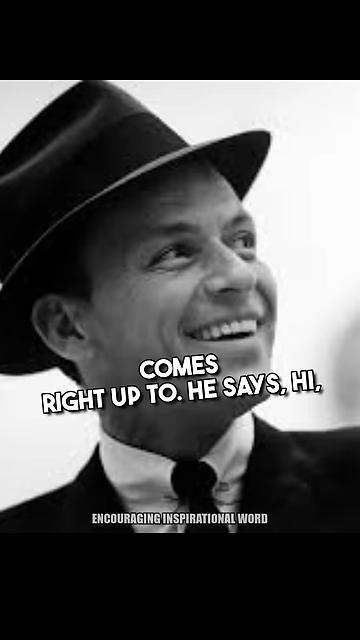 COMES
RIGHT UP TO. HE SAYS, HI,
ENCOURAGING INSPIRATIONAL WORD